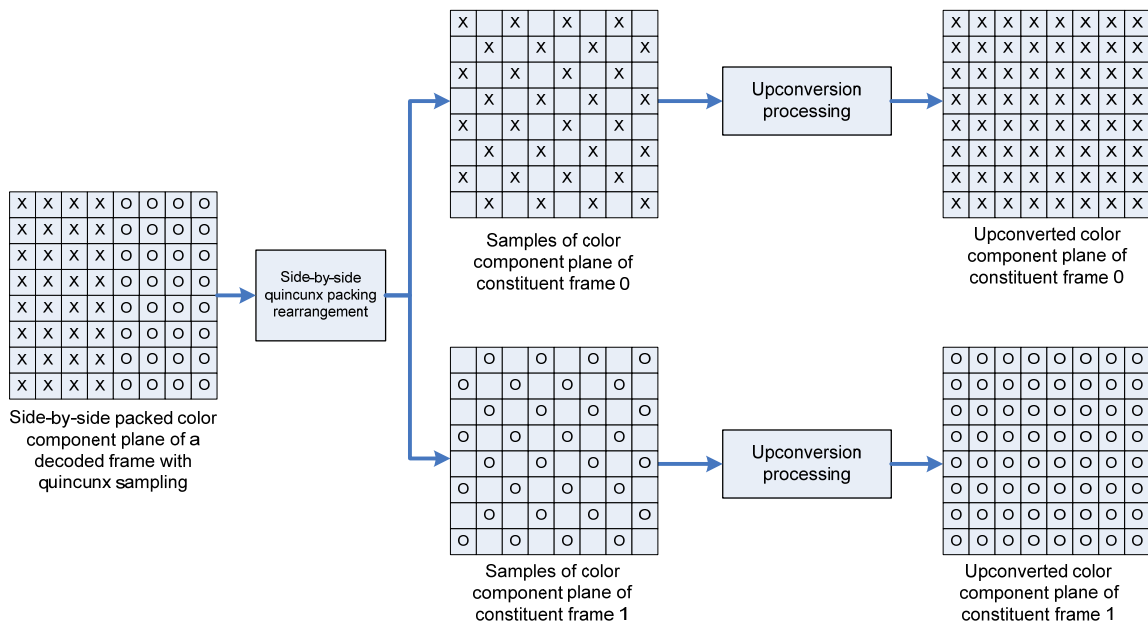 X X X X O O O O
X X X X O O O O
X X X X O O O O
X X X X O O O O
X X X X O O O O
X X X X O O O O
X X X X O O O O
X X X X O O O O
Side-by-side packed color
component plane of a
decoded frame with
quincunx sampling
Side-by-side
quincunx packing
rearrangement
X X X X
X X X X
X X X X
X X X X
X X X X
X X X X
X X X X
X X X X
Samples of color
component plane of
constituent frame 0
Upconversion
processing
X X X X X X X X
X X X X X X X X
X X X X X X X X
X X X X X X X X
X X X X X X X X
X X X X X X X X
X X X X X X X X
X X X X X X X X
Upconverted color
component plane of
constituent frame 0
O O O O
O O O O
O O O O
O O O O
O O O O
O O O O
O O O O
O O O O
Samples of color
component plane of
constituent frame 1
Upconversion
processing
O O O O O O O O
O O O O O O O O
O O O O O O O O
O O O O O O O O
O O O O O O O O
O O O O O O O O
O O O O O O O O
O O O O O O O O
Upconverted color
component plane of
constituent frame 1